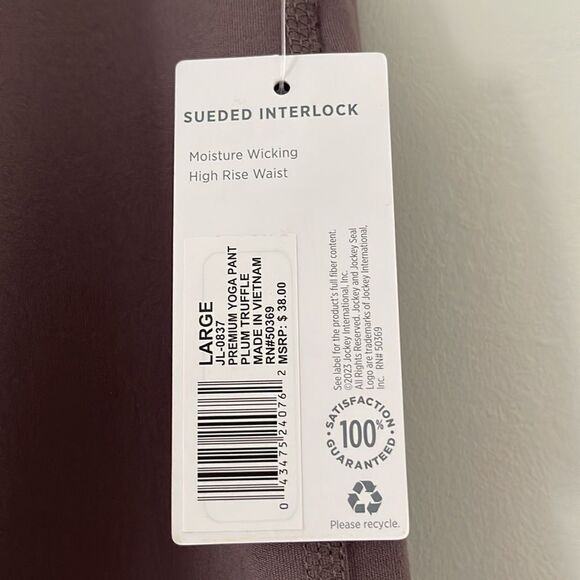 SUEDED INTERLOCK
Moisture Wicking
High Rise Waist
LARGE
JL-0837
PREMIUM YOGA PANT
PLUM TRUFFLE
MADE IN VIETNAM
RN#50369
MSRP: $ 38.00
0 43475 24076 2
See label for the product's full fiber content.
©2023 Jockey International, Inc.
All Rights Reserved. Jockey and Jockey Seal
Logo are trademarks of Jockey International,
Inc. RN# 50369
• SATISFACTION •
100%
GUARANTEED
Please recycle.